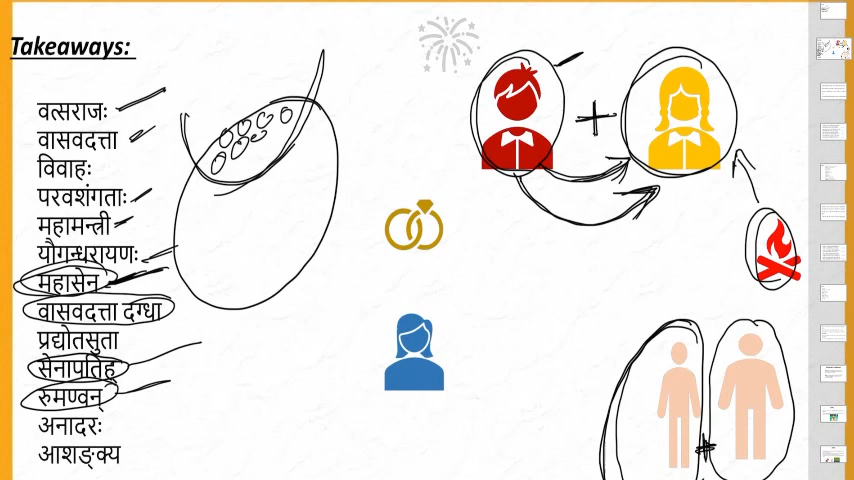 Takeaways:
वत्सराजः
वासवदत्ता
विवाहः
परवशंगताः
महामन्त्री
यौगन्धरायणः
महासेन
वासवदत्ता दग्धा
प्रद्योतसुता
सेनापतिह
रुमण्वन्
अनादरः
आशङ्क्य